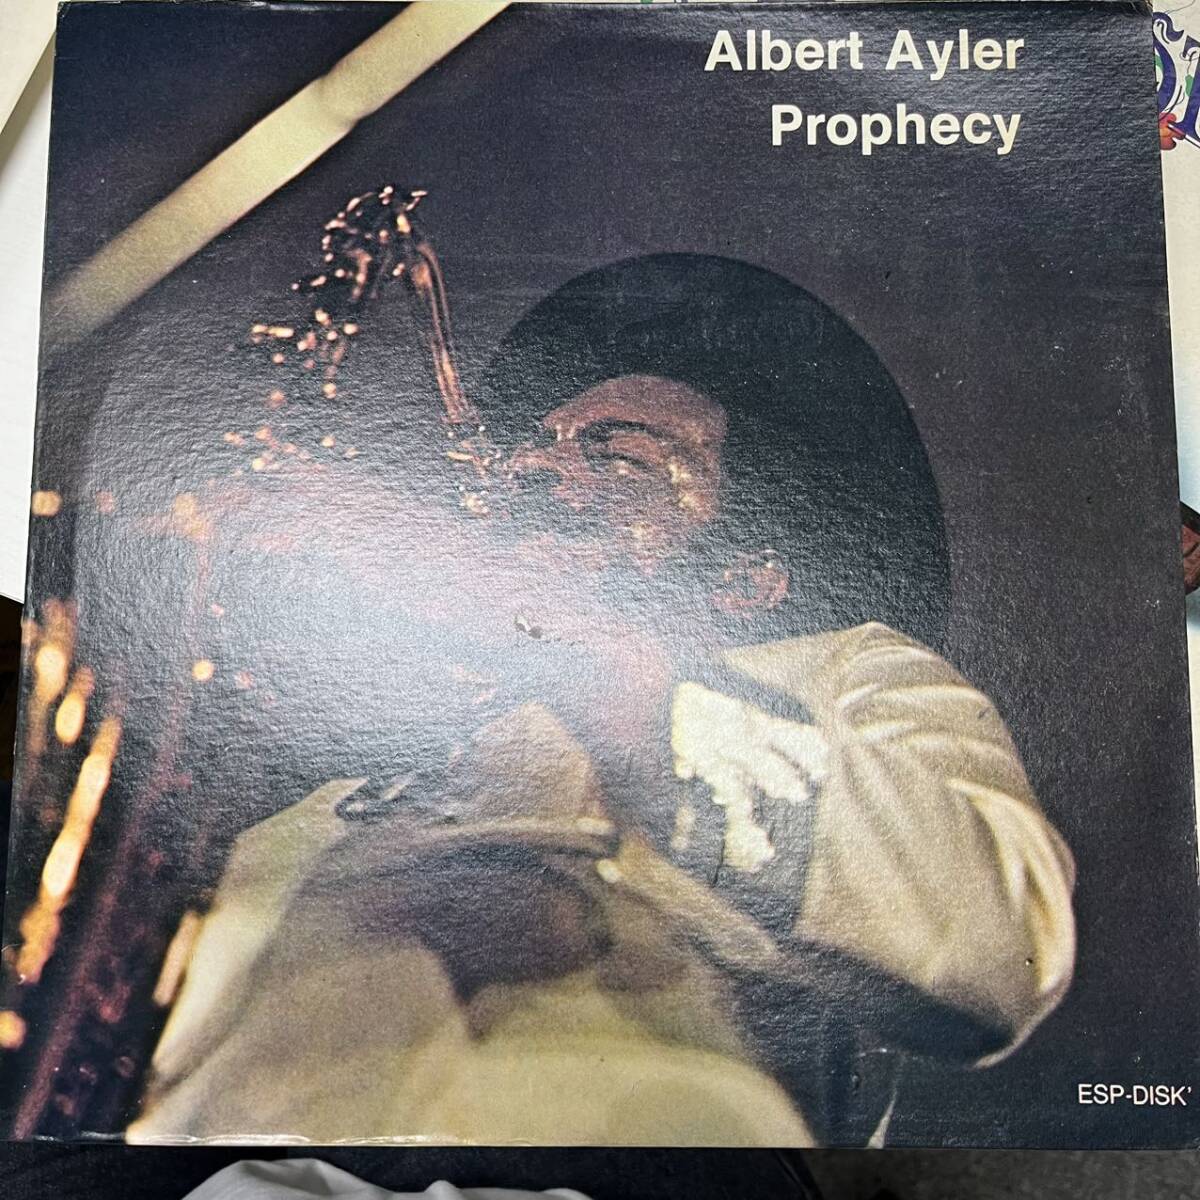 Albert Ayler
Prophecy
ESP-DISK'